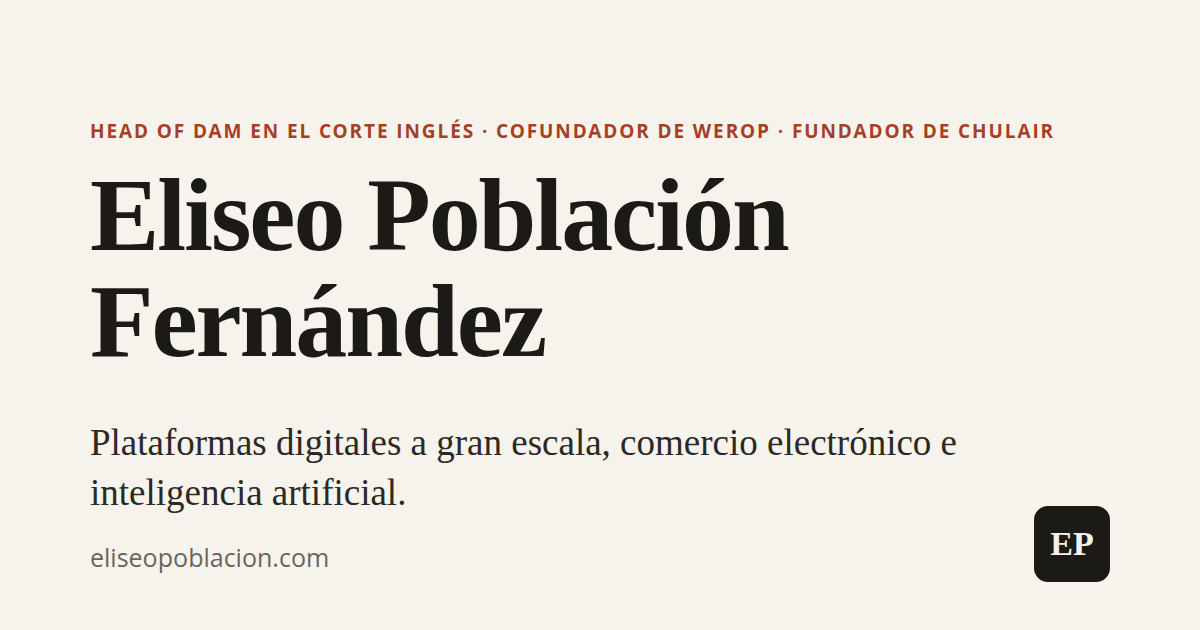 HEAD OF DAM EN EL CORTE INGLÉS · COFUNDADOR DE WEROP · FUNDADOR DE CHULAIR
Eliseo Población
Fernández
Plataformas digitales a gran escala, comercio electrónico e
inteligencia artificial.
eliseopoblacion.com
EP